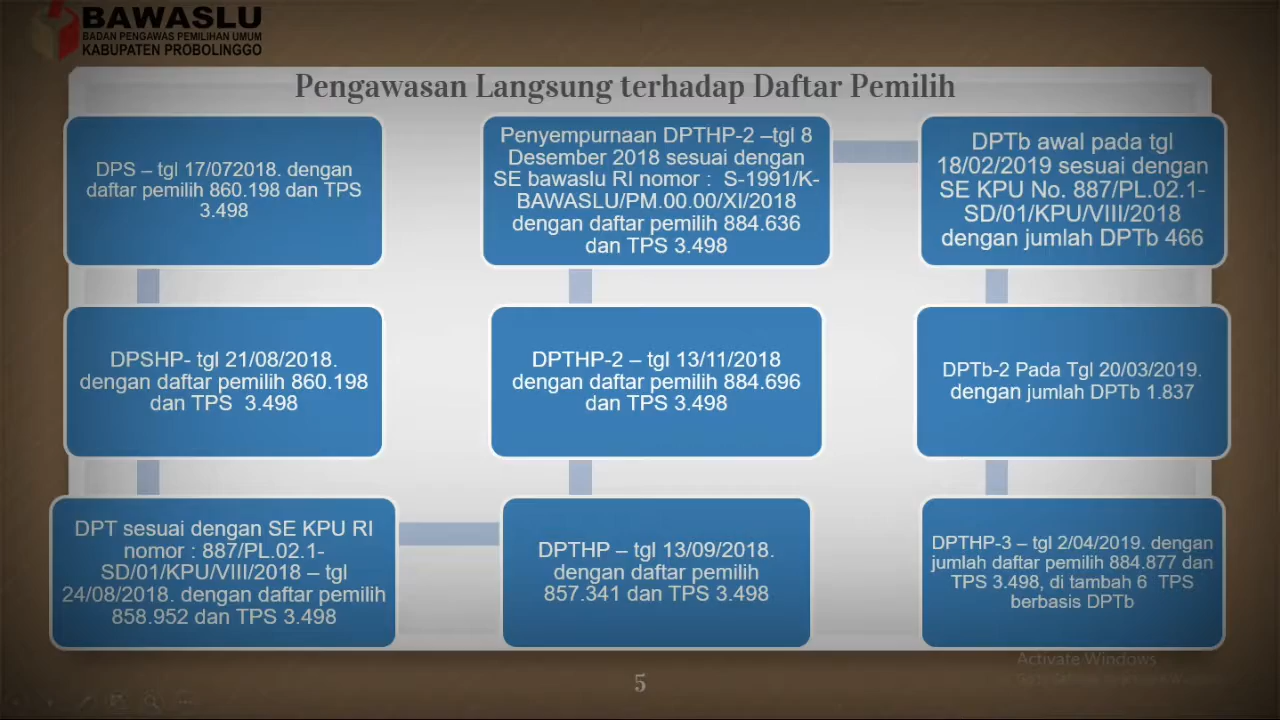 BAWASLU
BADAN PENGAWAS PEMILIHAN UMUM
KABUPATEN PROBOLINGGO
Pengawasan Langsung terhadap Daftar Pemilih
DPS – tgl 17/072018. dengan
daftar pemilih 860.198 dan TPS
3.498
DPSHP- tgl 21/08/2018.
dengan daftar pemilih 860.198
dan TPS 3.498
DPT sesuai dengan SE KPU RI
nomor : 887/PL.02.1-
SD/01/KPU/VIII/2018 – tgl
24/08/2018. dengan daftar pemilih
858.952 dan TPS 3.498
DPTHP – tgl 13/09/2018.
dengan daftar pemilih
857.341 dan TPS 3.498
DPTHP-2 – tgl 13/11/2018
dengan daftar pemilih 884.696
dan TPS 3.498
Penyempurnaan DPTHP-2 –tgl 8
Desember 2018 sesuai dengan
SE bawaslu RI nomor : S-1991/K-
BAWASLU/PM.00.00/XI/2018
dengan daftar pemilih 884.636
dan TPS 3.498
DPTb awal pada tgl
18/02/2019 sesuai dengan
SE KPU No. 887/PL.02.1-
SD/01/KPU/VIII/2018
dengan jumlah DPTb 466
DPTb-2 Pada Tgl 20/03/2019.
dengan jumlah DPTb 1.837
DPTHP-3 – tgl 2/04/2019. dengan
jumlah daftar pemilih 884.877 dan
TPS 3.498, di tambah 6 TPS
berbasis DPTb
Activate Windows
5